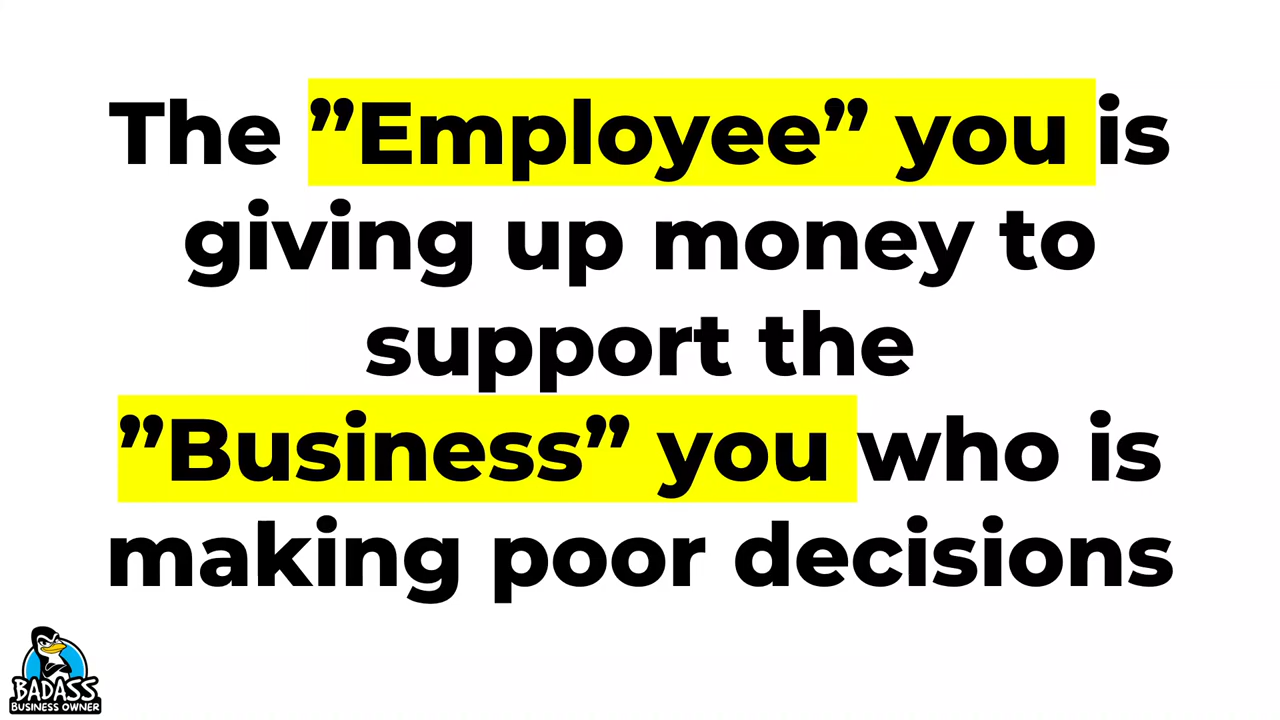 The ”Employee” you is
giving up money to
support the
”Business” you who is
making poor decisions
BADASS
BUSINESS OWNER